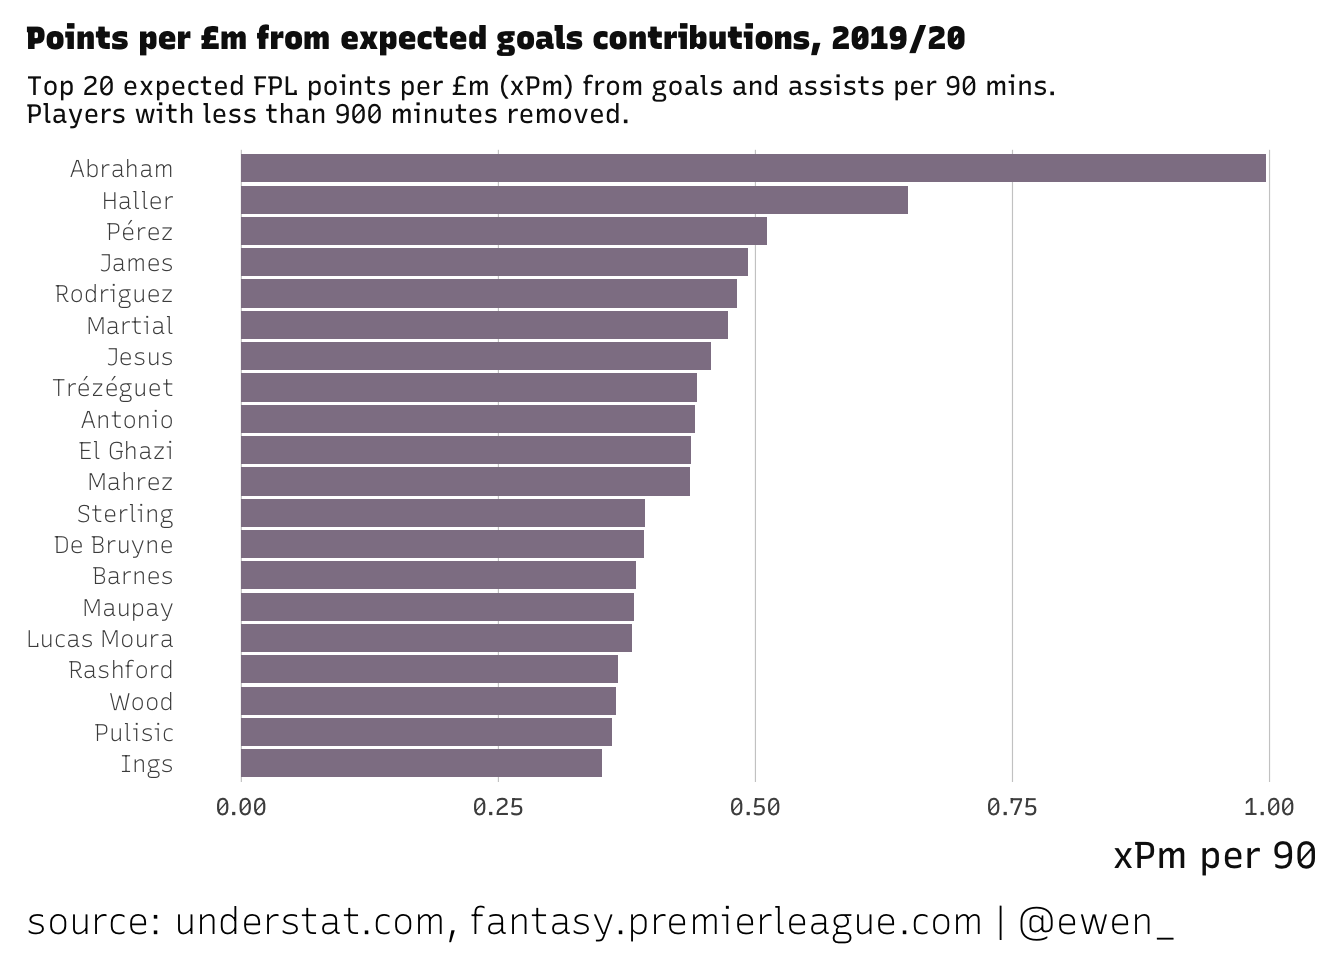 Points per £m from expected goals contributions, 2019/20
Top 20 expected FPL points per £m (xPm) from goals and assists per 90 mins.
Players with less than 900 minutes removed.
Abraham
Haller
Pérez
James
Rodriguez
Martial
Jesus
Trézéguet
Antonio
El Ghazi
Mahrez
Sterling
De Bruyne
Barnes
Maupay
Lucas Moura
Rashford
Wood
Pulisic
Ings
0.00 0.25 0.50 0.75 1.00
xPm per 90
source: understat.com, fantasy.premierleague.com | @ewen_